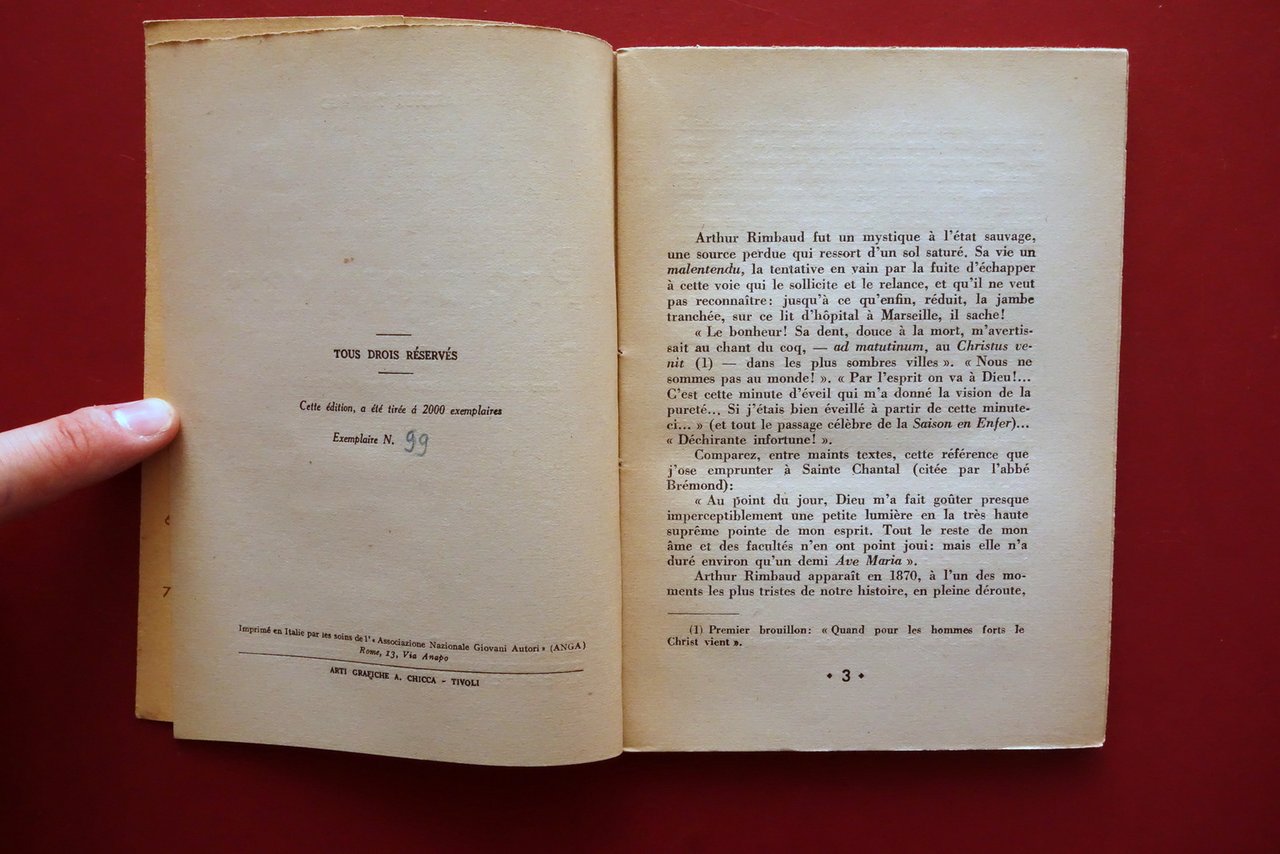 TOUS DROIS RÉSERVÉS
Cette édition, a été tirée á 2000 exemplaires
Exemplaire N. 99
Imprimé en Italie par les soins de l'« Associazione Nazionale Giovani Autori » (ANGA)
Rome, 13, Via Anapo
ARTI GRAFICHE A. CHICCA - TIVOLI
6
7
Arthur Rimbaud fut un mystique à l'état sauvage,
une source perdue qui ressort d'un sol saturé. Sa vie un
malentendu, la tentative en vain par la fuite d'échapper
à cette voie qui le sollicite et le relance, et qu'il ne veut
pas reconnaître: jusqu'à ce qu'enfin, réduit, la jambe
tranchée, sur ce lit d'hôpital à Marseille, il sache!
« Le bonheur! Sa dent, douce à la mort, m'avertis-
sait au chant du coq, — ad matutinum, au Christus ve-
nit (1) — dans les plus sombres villes ». « Nous ne
sommes pas au monde! ». « Par l'esprit on va à Dieu!...
C'est cette minute d'éveil qui m'a donné la vision de la
pureté... Si j'étais bien éveillé à partir de cette minute-
ci... » (et tout le passage célèbre de la Saison en Enfer)...
« Déchirante infortune! ».
Comparez, entre maints textes, cette référence que
j'ose emprunter à Sainte Chantal (citée par l'abbé
Brémond):
« Au point du jour, Dieu m'a fait goûter presque
imperceptiblement une petite lumière en la très haute
suprême pointe de mon esprit. Tout le reste de mon
âme et des facultés n'en ont point joui: mais elle n'a
duré environ qu'un demi Ave Maria ».
Arthur Rimbaud apparaît en 1870, à l'un des mo-
ments les plus tristes de notre histoire, en pleine déroute,
(1) Premier brouillon: « Quand pour les hommes forts le
Christ vient ».
• 3 •